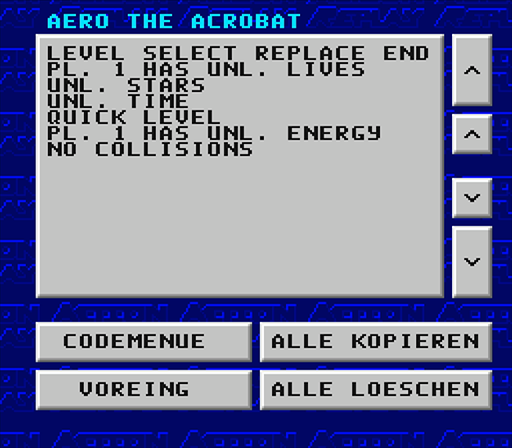 AERO THE ACROBAT
LEVEL SELECT REPLACE END
PL. 1 HAS UNL. LIVES
UNL. STARS
UNL. TIME
QUICK LEVEL
PL. 1 HAS UNL. ENERGY
NO COLLISIONS
CODEMENUE
ALLE KOPIEREN
VOREING
ALLE LOESCHEN